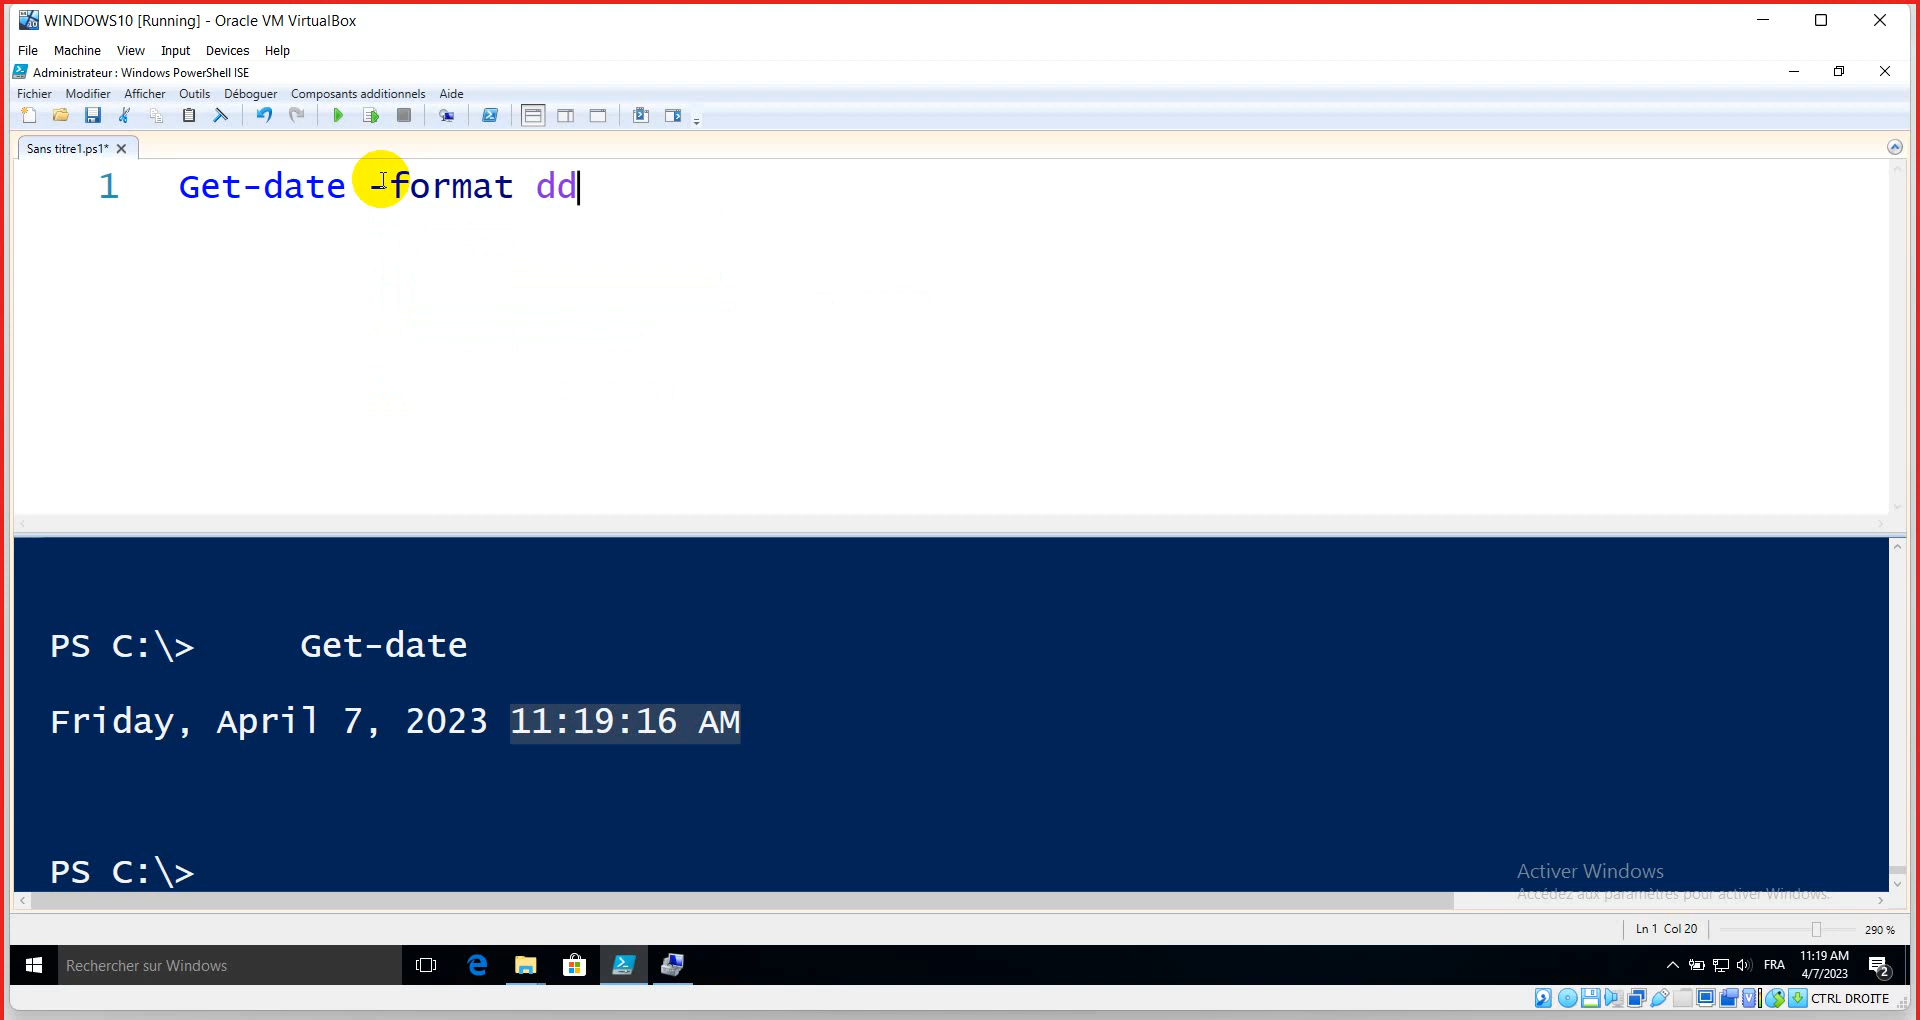 WINDOWS10 [Running] - Oracle VM VirtualBox
File Machine View Input Devices Help
Administrateur : Windows PowerShell ISE
Fichier Modifier Afficher Outils Déboguer Composants additionnels Aide
Sans titre1.ps1* X
1 Get-date -format dd
PS C:\> Get-date
Friday, April 7, 2023 11:19:16 AM
PS C:\>
Activer Windows
Accédez aux paramètres pour activer Windows.
Ln 1 Col 20 290 %
Rechercher sur Windows
FRA
11:19 AM
4/7/2023
2
CTRL DROITE